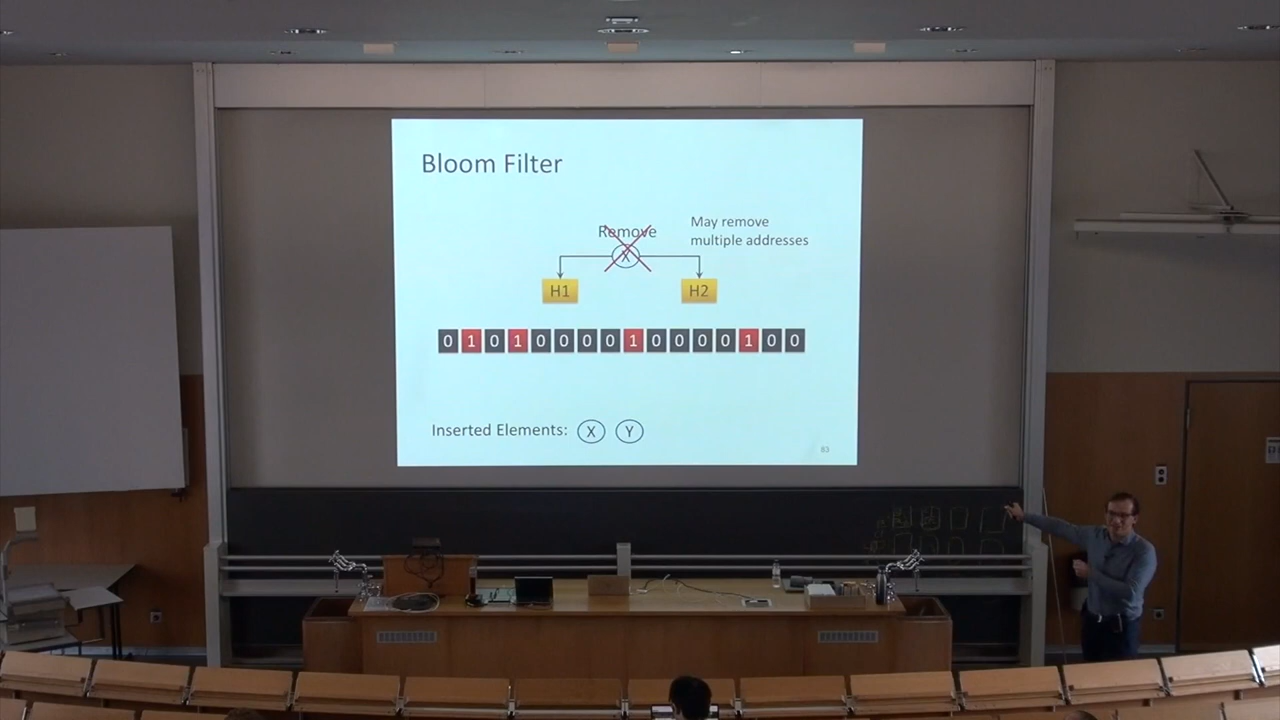 Bloom Filter
Remove
May remove
multiple addresses
X
H1
H2
0 1 0 1 0 0 0 0 1 0 0 0 0 1 0 0
Inserted Elements: X Y
83